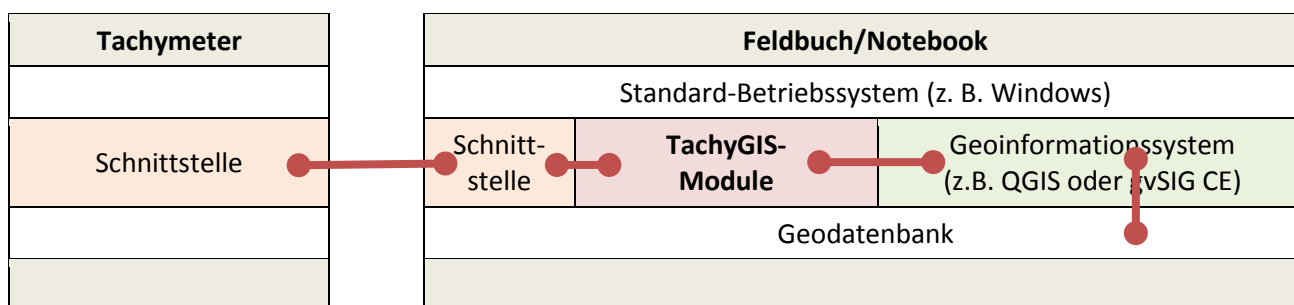 Tachymeter
Feldbuch/Notebook
Standard-Betriebssystem (z. B. Windows)
Schnittstelle
Schnitt-
stelle
TachyGIS-
Module
Geoinformationssystem
(z.B. QGIS oder gvSIG CE)
Geodatenbank